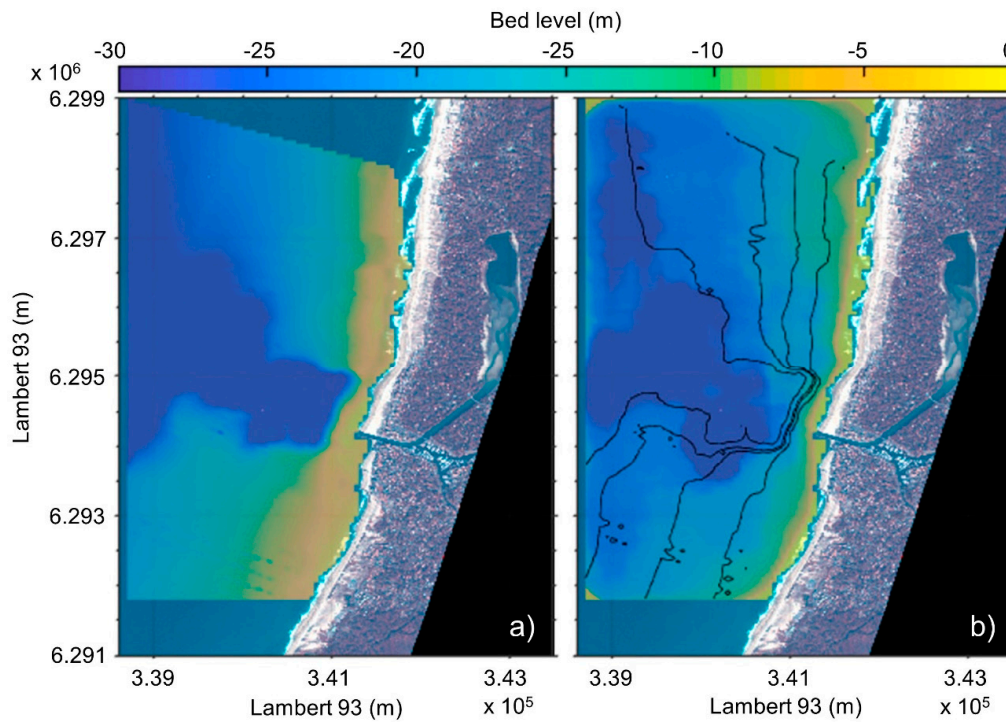 Bed level (m)
-30 -25 -20 -25 -10 -5 0
x 10⁶
6.299
6.297
6.295
6.293
6.291
Lambert 93 (m)
a) b)
3.39 3.41 3.43 3.39 3.41 3.43
Lambert 93 (m) x 10⁵ Lambert 93 (m) x 10⁵